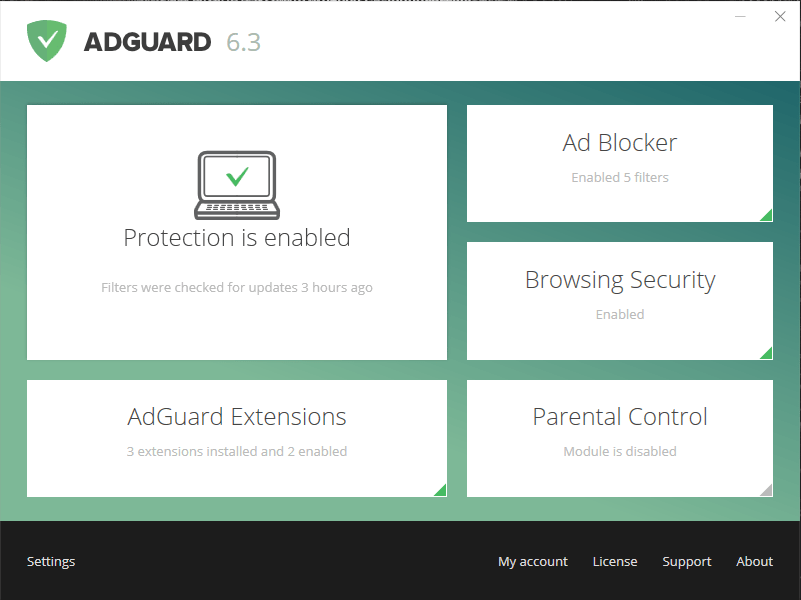 ADGUARD 6.3
Protection is enabled
Filters were checked for updates 3 hours ago
Ad Blocker
Enabled 5 filters
Browsing Security
Enabled
AdGuard Extensions
3 extensions installed and 2 enabled
Parental Control
Module is disabled
Settings
My account
License
Support
About